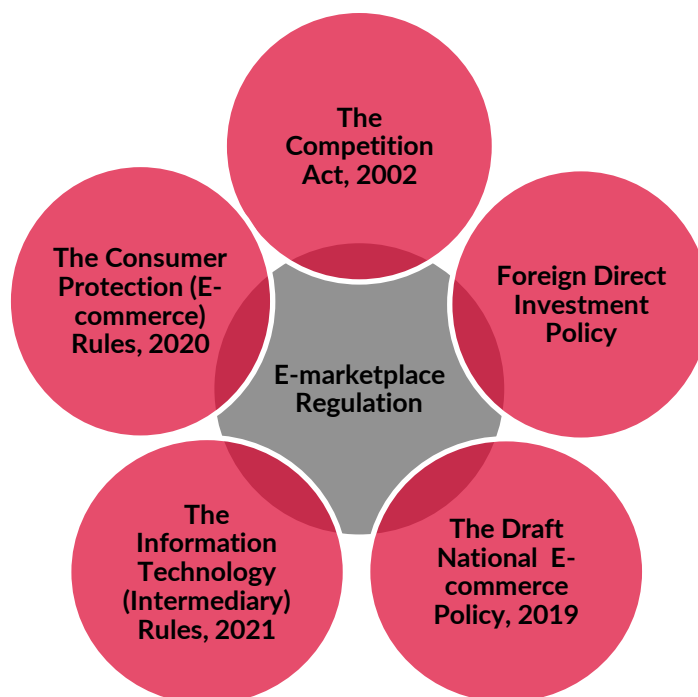 The
Competition
Act, 2002
The Consumer
Protection (E-
commerce)
Rules, 2020
Foreign Direct
Investment
Policy
E-marketplace
Regulation
The
Information
Technology
(Intermediary)
Rules, 2021
The Draft
National  E-
commerce
Policy, 2019